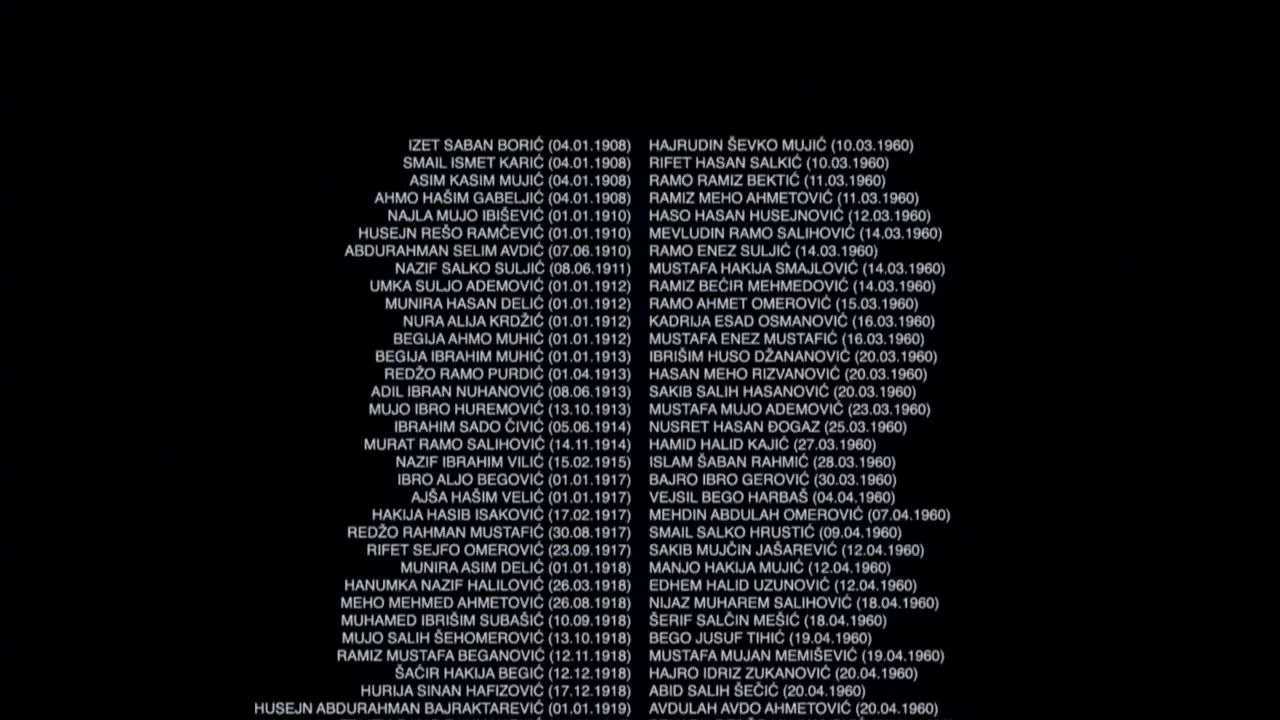 IZET SABAN BORIĆ (04.01.1908) HAJRUDIN ŠEVKO MUJIĆ (10.03.1960)
SMAIL ISMET KARIĆ (04.01.1908) RIFET HASAN SALKIĆ (10.03.1960)
ASIM KASIM MUJIĆ (04.01.1908) RAMO RAMIZ BEKTIĆ (11.03.1960)
AHMO HAŠIM GABELJIĆ (04.01.1908) RAMIZ MEHO AHMETOVIĆ (11.03.1960)
NAJLA MUJO IBIŠEVIĆ (01.01.1910) HASO HASAN HUSEJNOVIĆ (12.03.1960)
HUSEJN REŠO RAMČEVIĆ (01.01.1910) MEVLUDIN RAMO SALIHOVIĆ (14.03.1960)
ABDURAHMAN SELIM AVDIĆ (07.06.1910) RAMO ENEZ SULJIĆ (14.03.1960)
NAZIF SALKO SULJIĆ (08.06.1911) MUSTAFA HAKIJA SMAJLOVIĆ (14.03.1960)
UMKA SULJO ADEMOVIĆ (01.01.1912) RAMIZ BEĆIR MEHMEDOVIĆ (14.03.1960)
MUNIRA HASAN DELIĆ (01.01.1912) RAMO AHMET OMEROVIĆ (15.03.1960)
NURA ALIJA KRDŽIĆ (01.01.1912) KADRIJA ESAD OSMANOVIĆ (16.03.1960)
BEGIJA AHMO MUHIĆ (01.01.1912) MUSTAFA ENEZ MUSTAFIĆ (16.03.1960)
BEGIJA IBRAHIM MUHIĆ (01.01.1913) IBRIŠIM HUSO DŽANANOVIĆ (20.03.1960)
REDŽO RAMO PURDIĆ (01.04.1913) HASAN MEHO RIZVANOVIĆ (20.03.1960)
ADIL IBRAN NUHANOVIĆ (08.06.1913) SAKIB SALIH HASANOVIĆ (20.03.1960)
MUJO IBRO HUREMOVIĆ (13.10.1913) MUSTAFA MUJO ADEMOVIĆ (23.03.1960)
IBRAHIM SADO ČIVIĆ (05.06.1914) NUSRET HASAN ĐOGAZ (25.03.1960)
MURAT RAMO SALIHOVIĆ (14.11.1914) HAMID HALID KAJIĆ (27.03.1960)
NAZIF IBRAHIM VILIĆ (15.02.1915) ISLAM ŠABAN RAHMIĆ (28.03.1960)
IBRO ALJO BEGOVIĆ (01.01.1917) BAJRO IBRO GEROVIĆ (30.03.1960)
AJŠA HAŠIM VELIĆ (01.01.1917) VEJSIL BEGO HARBAŠ (04.04.1960)
HAKIJA HASIB ISAKOVIĆ (17.02.1917) MEHDIN ABDULAH OMEROVIĆ (07.04.1960)
REDŽO RAHMAN MUSTAFIĆ (30.08.1917) SMAIL SALKO HRUSTIĆ (09.04.1960)
RIFET SEJFO OMEROVIĆ (23.09.1917) SAKIB MUJČIN JAŠAREVIĆ (12.04.1960)
MUNIRA ASIM DELIĆ (01.01.1918) MANJO HAKIJA MUJIĆ (12.04.1960)
HANUMKA NAZIF HALILOVIĆ (26.03.1918) EDHEM HALID UZUNOVIĆ (12.04.1960)
MEHO MEHMED AHMETOVIĆ (26.08.1918) NIJAZ MUHAREM SALIHOVIĆ (18.04.1960)
MUHAMED IBRIŠIM SUBAŠIĆ (10.09.1918) ŠERIF SALČIN MEŠIĆ (18.04.1960)
MUJO SALIH ŠEHOMEROVIĆ (13.10.1918) BEGO JUSUF TIHIĆ (19.04.1960)
RAMIZ MUSTAFA BEGANOVIĆ (12.11.1918) MUSTAFA MUJAN MEMIŠEVIĆ (19.04.1960)
ŠAĆIR HAKIJA BEGIĆ (12.12.1918) HAJRO IDRIZ ZUKANOVIĆ (20.04.1960)
HURIJA SINAN HAFIZOVIĆ (17.12.1918) ABID SALIH ŠEČIĆ (20.04.1960)
HUSEJN ABDURAHMAN BAJRAKTAREVIĆ (01.01.1919) AVDULAH AVDO AHMETOVIĆ (20.04.1960)